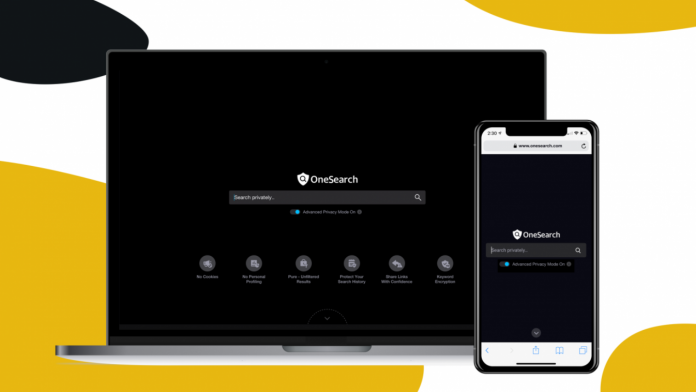 OneSearch
Search privately...
Advanced Privacy Mode On
No Cookies
No Personal
Profiling
Pure - Unfiltered
Results
Protect Your
Search History
Share Links
With Confidence
Keyword
Encryption
2:30
www.onesearch.com
OneSearch
Search privately...
Advanced Privacy Mode On